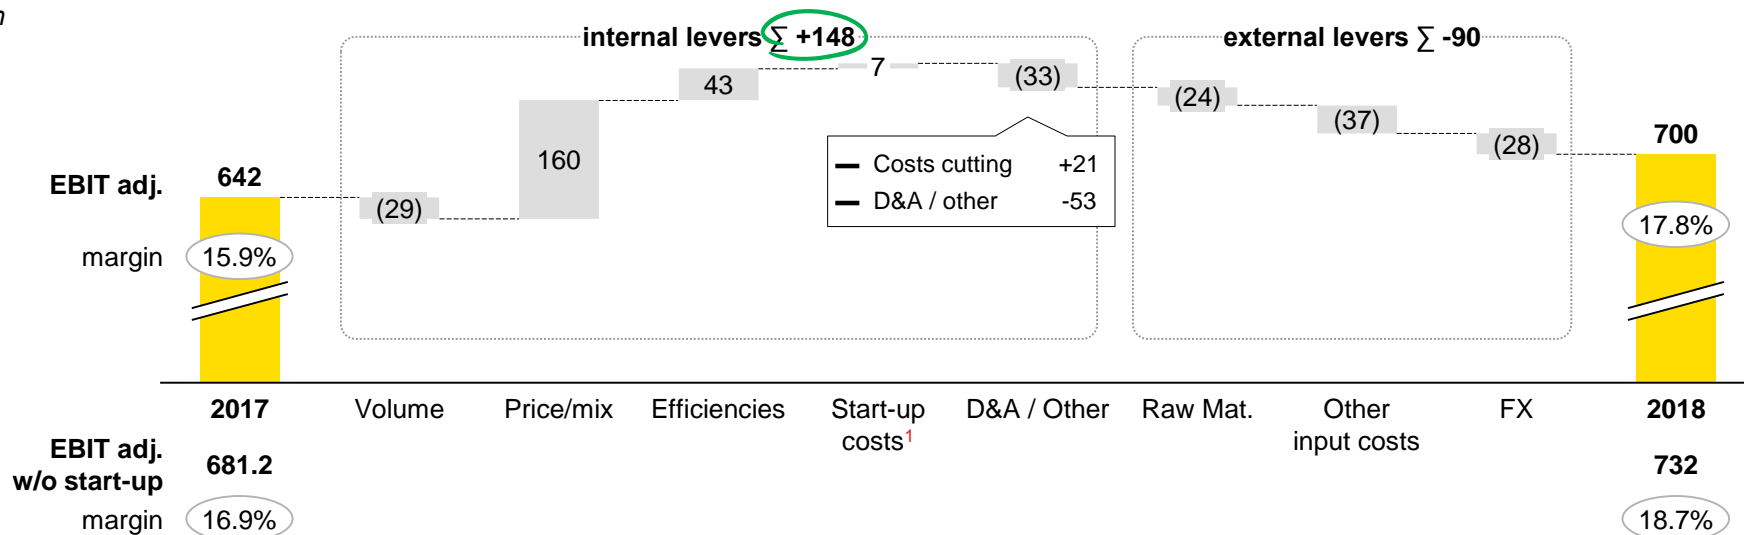 internal levers ∑ +148
external levers ∑ -90
43
7
(33)
(24)
(37)
(28)
700
160
Costs cutting +21
D&A / other -53
EBIT adj.
642
(29)
17.8%
margin
15.9%
2017
Volume
Price/mix
Efficiencies
Start-up
costs1
D&A / Other
Raw Mat.
Other
input costs
FX
2018
EBIT adj.
w/o start-up
681.2
732
margin
16.9%
18.7%